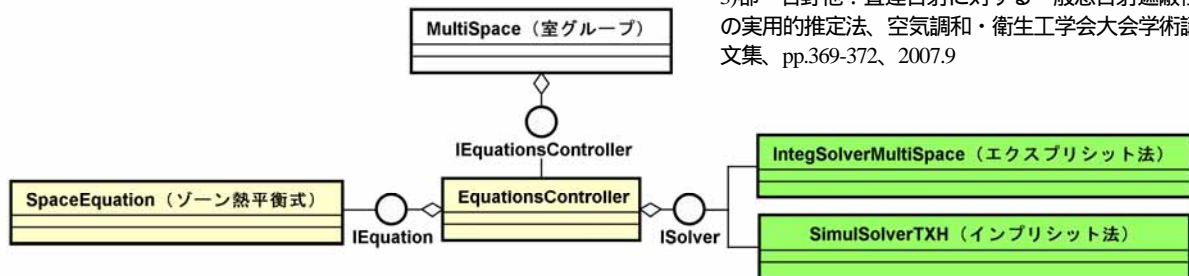 の実用的推定法、空気調和・衛生工学会大会学術
文集、pp.369-372、2007.9
MultiSpace（室グループ）
IEquationsController
SpaceEquation（ゾーン熱平衡式）
IEquation
EquationsController
ISolver
IntegSolverMultiSpace（エクスプリシット法）
SimulSolverTXH（インプリシット法）